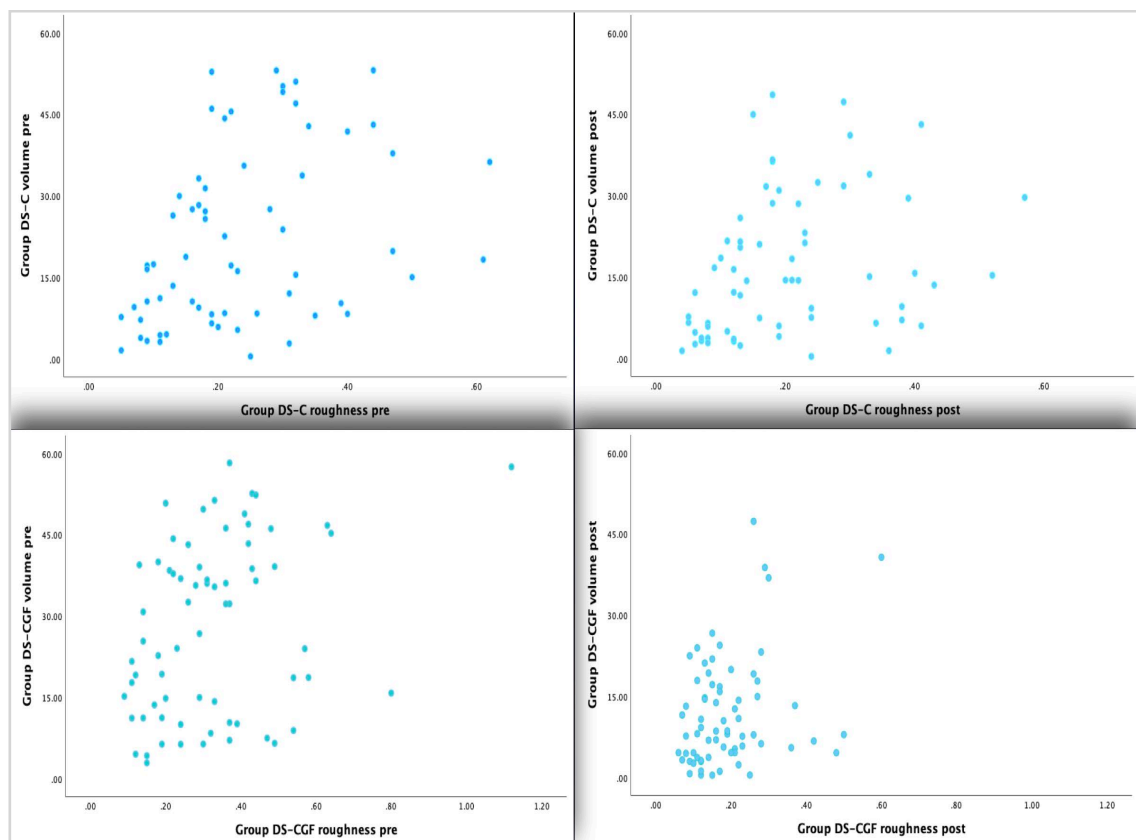 60.00
45.00
30.00
15.00
.00
Group DS-C volume pre
.00 .20 .40 .60
Group DS-C roughness pre
60.00
45.00
30.00
15.00
.00
Group DS-C volume post
.00 .20 .40 .60
Group DS-C roughness post
60.00
45.00
30.00
15.00
.00
Group DS-CGF volume pre
.00 .20 .40 .60 .80 1.00 1.20
Group DS-CGF roughness pre
60.00
45.00
30.00
15.00
.00
Group DS-CGF volume post
.00 .20 .40 .60 .80 1.00 1.20
Group DS-CGF roughness post